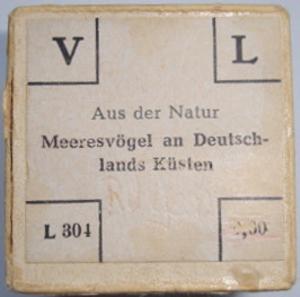 V L
Aus der Natur
Meeresvögel an Deutsch-
lands Küsten
L 304